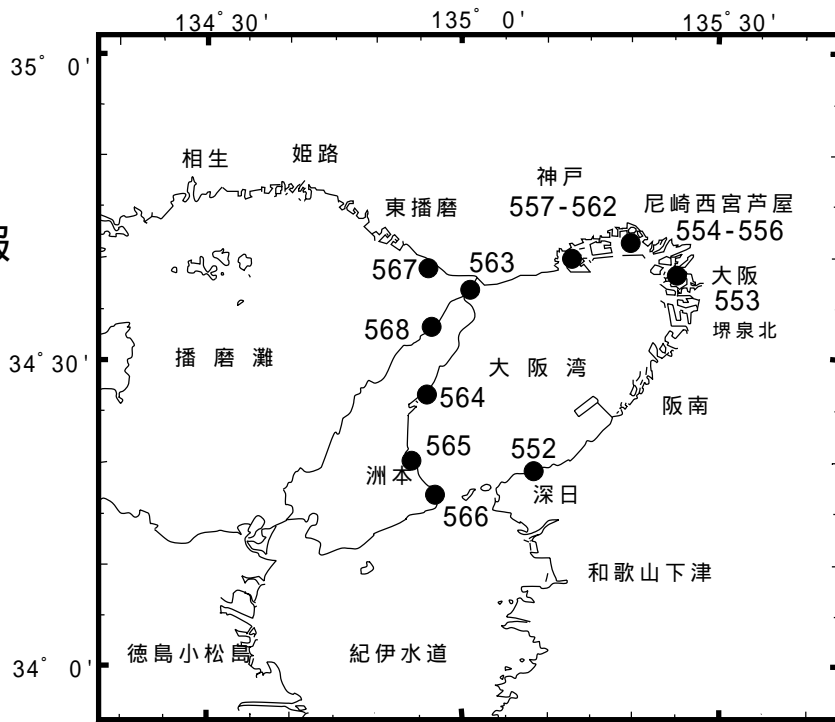 134° 30'
135° 0'
135° 30'
35° 0'
相生
姫路
神戸
557-562
尼崎西宮芦屋
554-556
東播磨
報
567
563
大阪
553
568
堺泉北
34° 30'
播磨灘
大阪湾
564
阪南
565
552
洲本
深日
566
和歌山下津
34° 0'
徳島小松島
紀伊水道